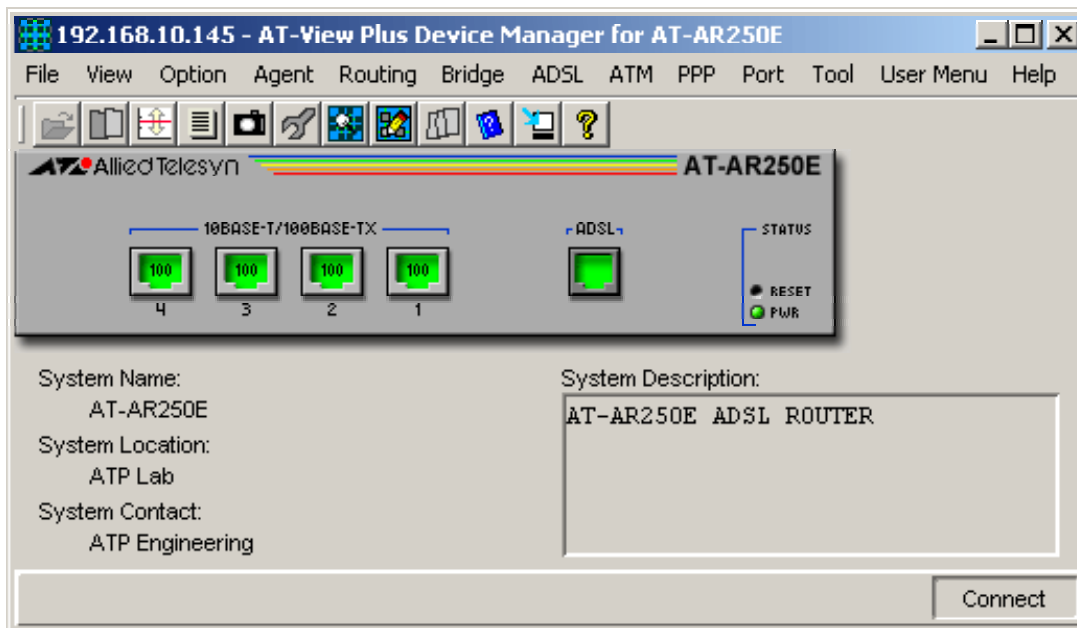 192.168.10.145 - AT-View Plus Device Manager for AT-AR250E
File View Option Agent Routing Bridge ADSL ATM PPP Port Tool User Menu Help
Allied Telesyn
AT-AR250E
10BASE-T/100BASE-TX
ADSL
STATUS
100 100 100 100
RESET
4 3 2 1
PWR
System Name:
AT-AR250E
System Location:
ATP Lab
System Contact:
ATP Engineering
System Description:
AT-AR250E ADSL ROUTER
Connect